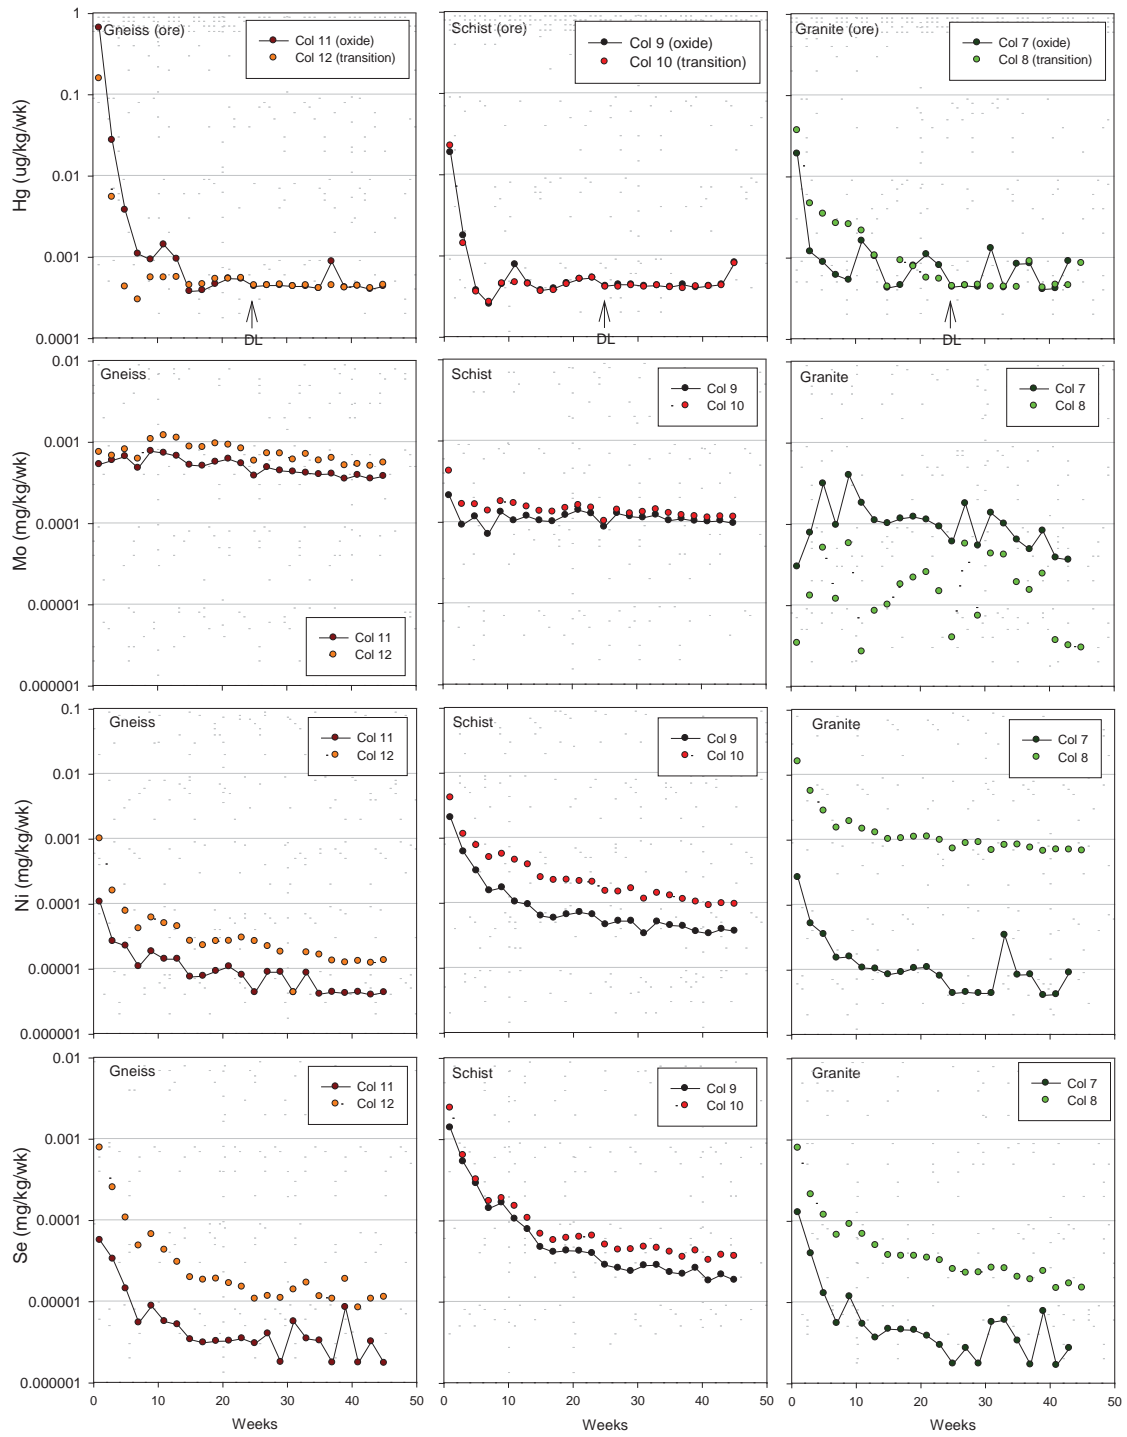 Gneiss (ore)
Col 11 (oxide)
Col 12 (transition)
Schist (ore)
Col 9 (oxide)
Col 10 (transition)
Granite (ore)
Col 7 (oxide)
Col 8 (transition)
Hg (ug/kg/wk)
1
0.1
0.01
0.001
0.0001
DL
DL
DL
Gneiss
Col 11
Col 12
Schist
Col 9
Col 10
Granite
Col 7
Col 8
Mo (mg/kg/wk)
0.01
0.001
0.0001
0.00001
0.000001
Gneiss
Col 11
Col 12
Schist
Col 9
Col 10
Granite
Col 7
Col 8
Ni (mg/kg/wk)
0.1
0.01
0.001
0.0001
0.00001
0.000001
Gneiss
Col 11
Col 12
Schist
Col 9
Col 10
Granite
Col 7
Col 8
Se (mg/kg/wk)
0.01
0.001
0.0001
0.00001
0.000001
0 10 20 30 40 50
Weeks
0 10 20 30 40 50
Weeks
0 10 20 30 40 50
Weeks